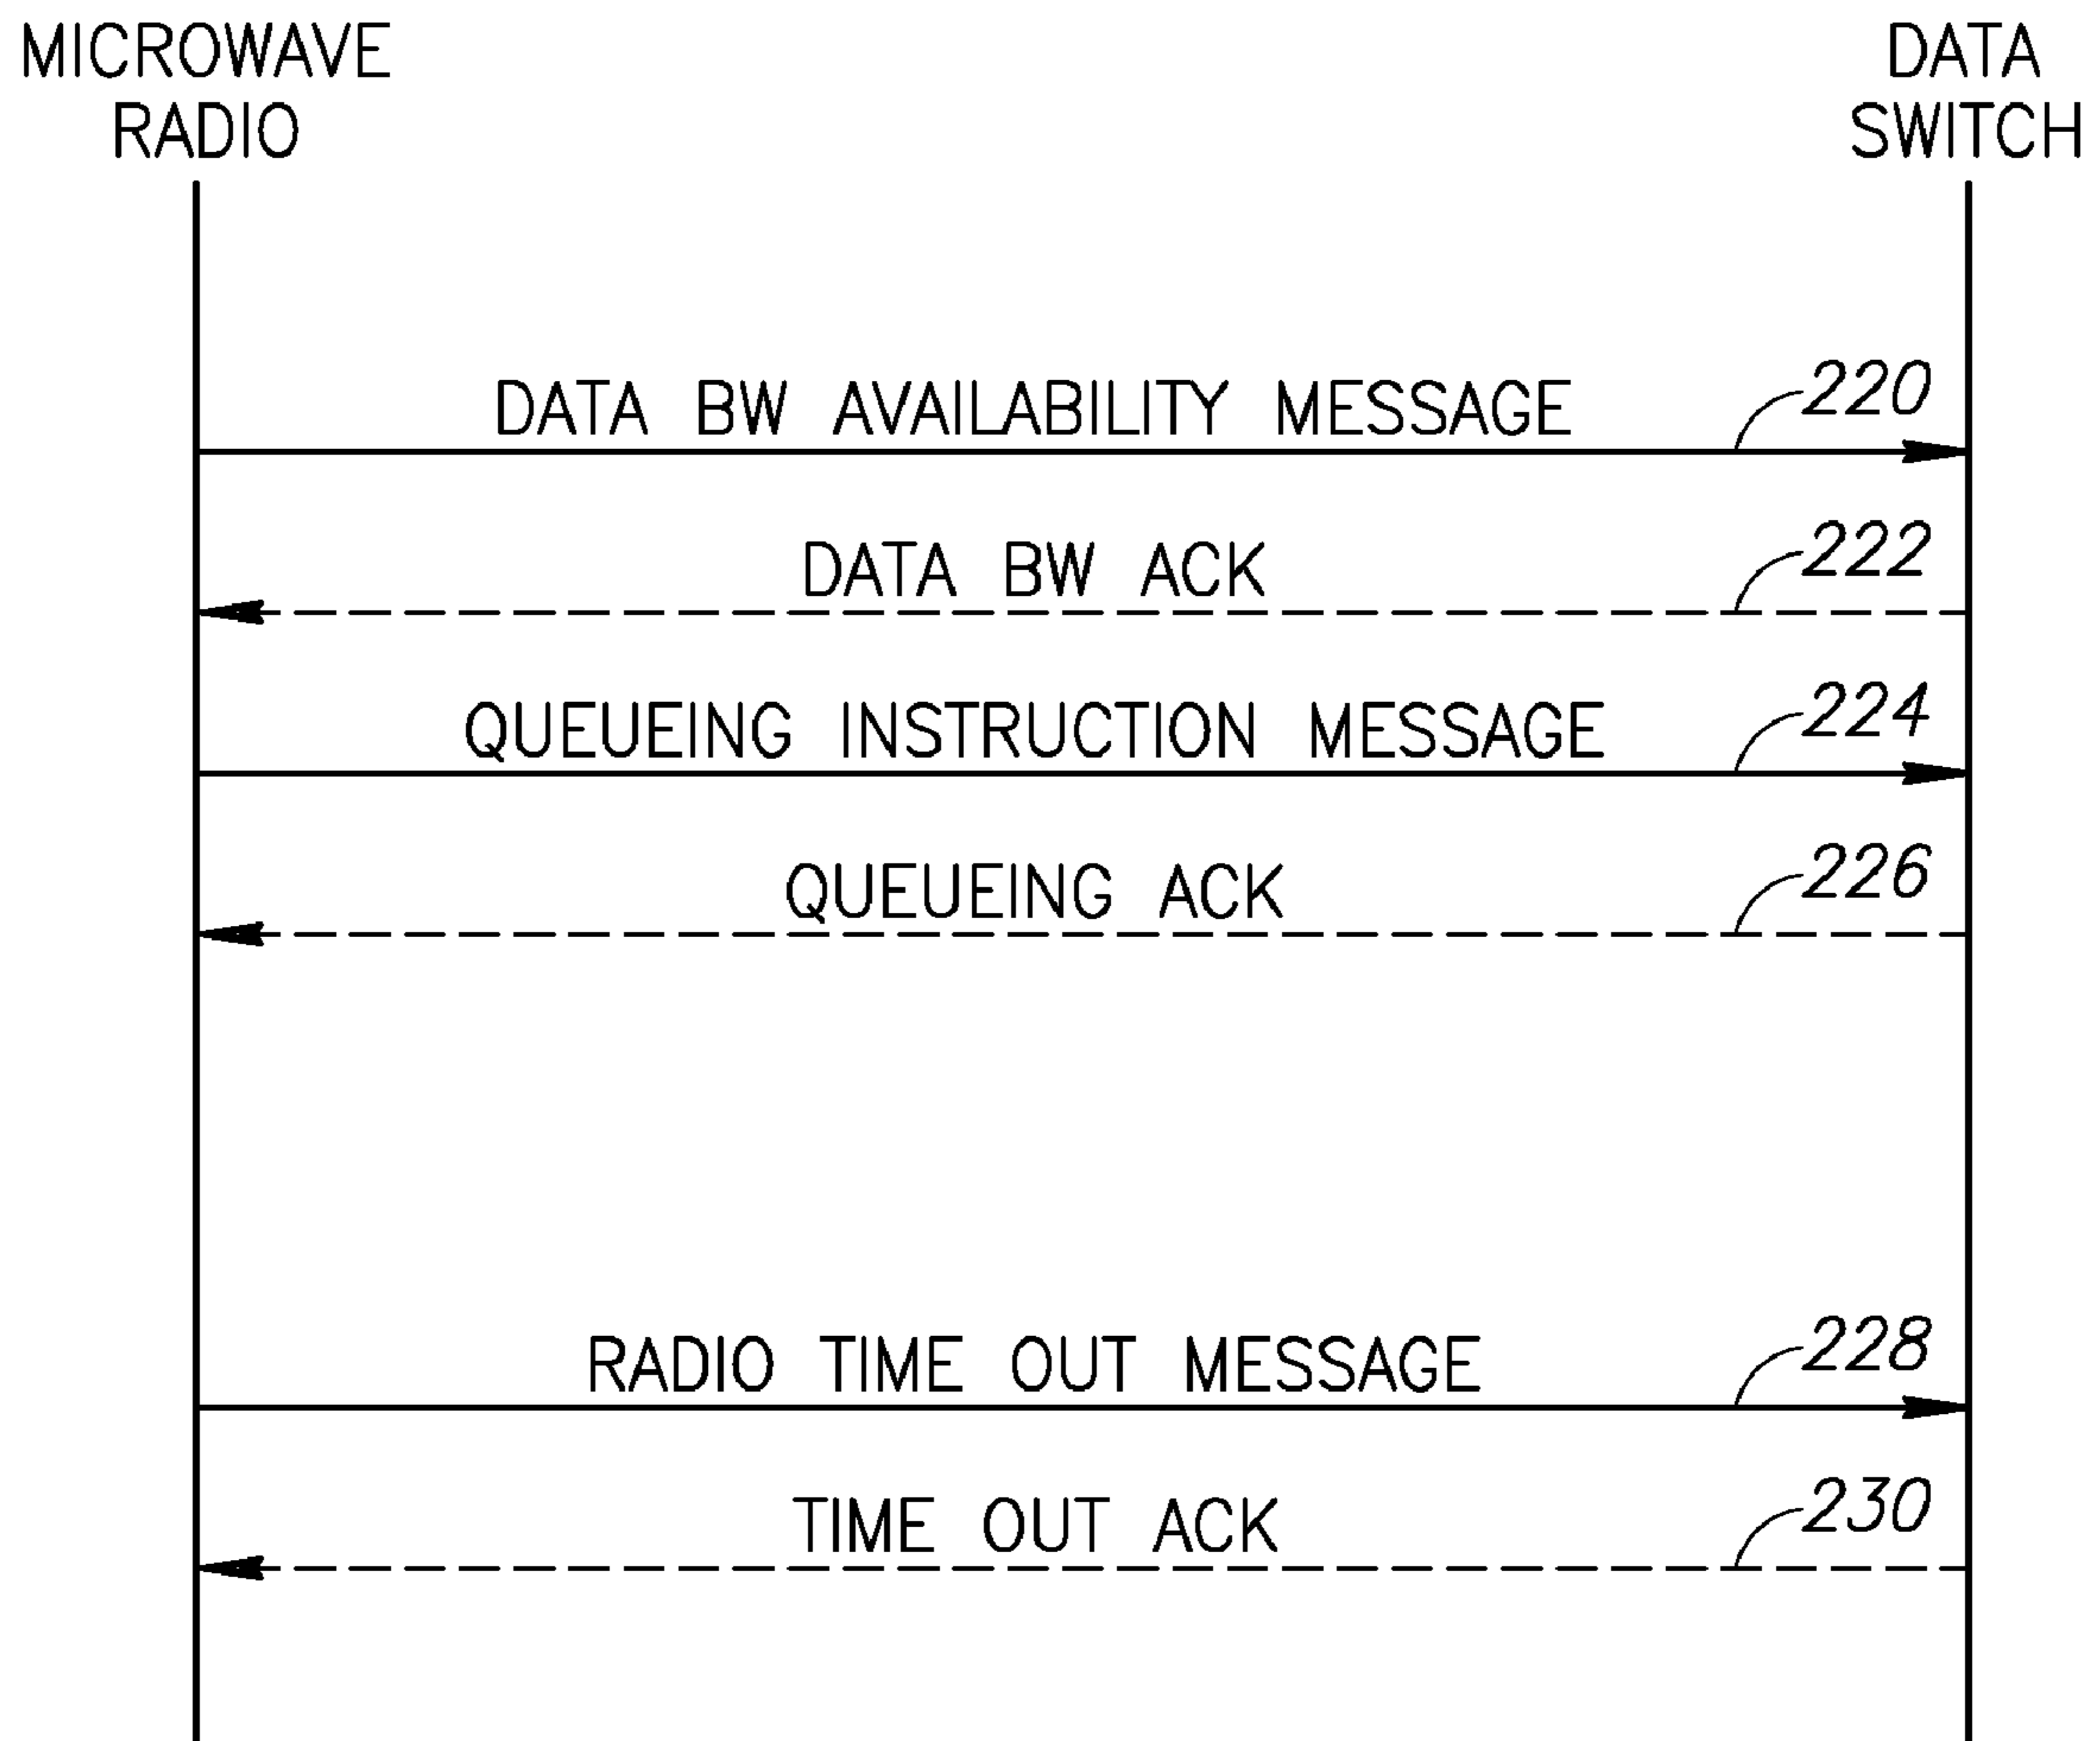 MICROWAVE
RADIO
DATA
SWITCH
DATA BW AVAILABILITY MESSAGE
220
DATA BW ACK
222
QUEUEING INSTRUCTION MESSAGE
224
QUEUEING ACK
226
RADIO TIME OUT MESSAGE
228
TIME OUT ACK
230